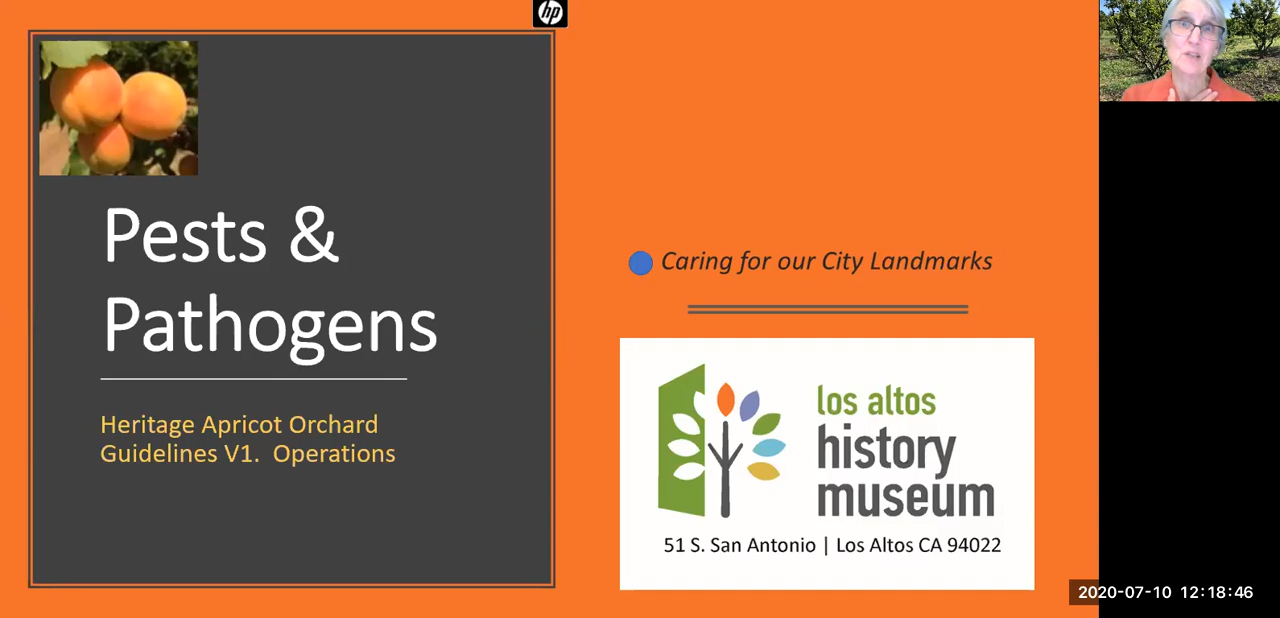 hp
Pests &
Pathogens
Heritage Apricot Orchard
Guidelines V1.  Operations
Caring for our City Landmarks
los altos
history
museum
51 S. San Antonio | Los Altos CA 94022
2020-07-10 12:18:46